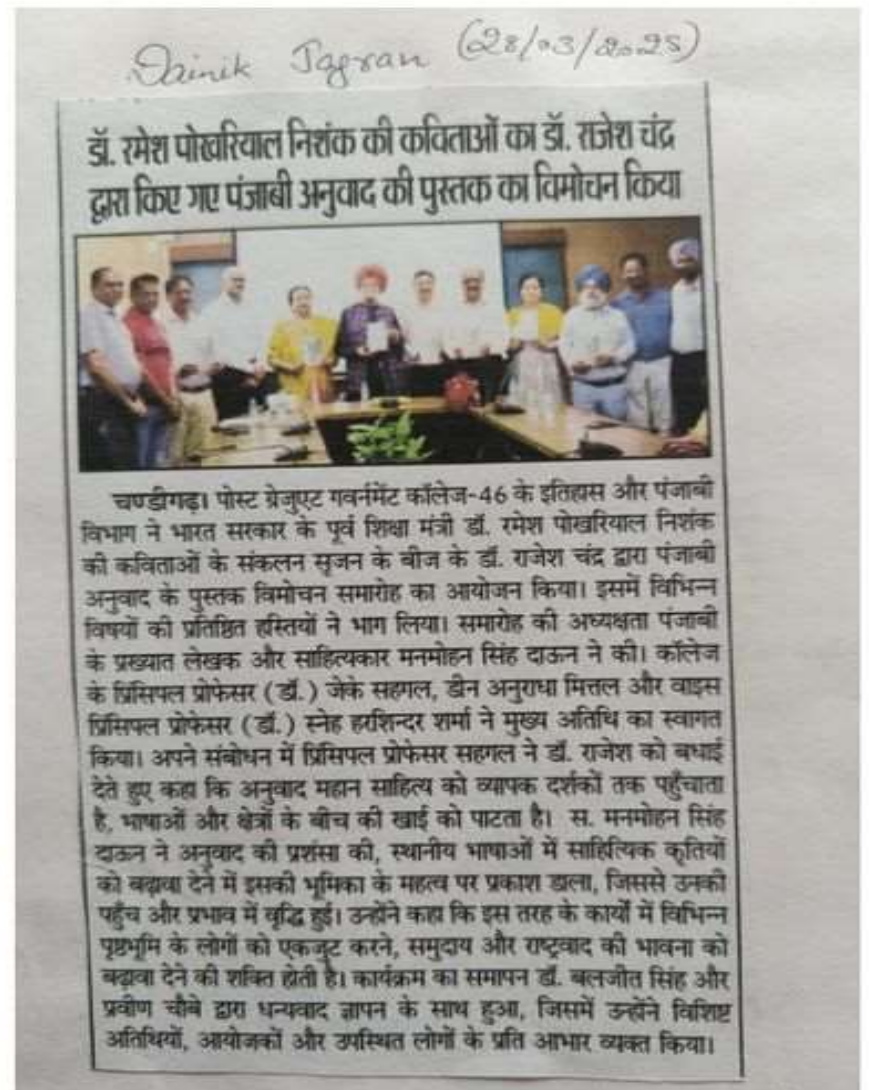 Dainik Jagran (28/03/2025)
डॉ. रमेश पोखरियाल निशंक की कविताओं का डॉ. राजेश चंद्र
द्वारा किए गए पंजाबी अनुवाद की पुस्तक का विमोचन किया
चण्डीगढ़। पोस्ट ग्रेजुएट गवर्नमेंट कॉलेज-46 के इतिहास और पंजाबी
विभाग ने भारत सरकार के पूर्व शिक्षा मंत्री डॉ. रमेश पोखरियाल निशंक
की कविताओं के संकलन सृजन के बीज के डॉ. राजेश चंद्र द्वारा पंजाबी
अनुवाद के पुस्तक विमोचन समारोह का आयोजन किया। इसमें विभिन्न
विषयों की प्रतिष्ठित हस्तियों ने भाग लिया। समारोह की अध्यक्षता पंजाबी
के प्रख्यात लेखक और साहित्यकार मनमोहन सिंह दाऊन ने की। कॉलेज
के प्रिंसिपल प्रोफेसर (डॉ.) जेके सहगल, डीन अनुराधा मित्तल और वाइस
प्रिंसिपल प्रोफेसर (डॉ.) स्नेह हरशिन्दर शर्मा ने मुख्य अतिथि का स्वागत
किया। अपने संबोधन में प्रिंसिपल प्रोफेसर सहगल ने डॉ. राजेश को बधाई
देते हुए कहा कि अनुवाद महान साहित्य को व्यापक दर्शकों तक पहुँचाता
है, भाषाओं और क्षेत्रों के बीच की खाई को पाटता है। स. मनमोहन सिंह
दाऊन ने अनुवाद की प्रशंसा की, स्थानीय भाषाओं में साहित्यिक कृतियों
को बढ़ावा देने में इसकी भूमिका के महत्व पर प्रकाश डाला, जिससे उनकी
पहुँच और प्रभाव में वृद्धि हुई। उन्होंने कहा कि इस तरह के कार्यों में विभिन्न
पृष्ठभूमि के लोगों को एकजुट करने, समुदाय और राष्ट्रवाद की भावना को
बढ़ावा देने की शक्ति होती है। कार्यक्रम का समापन डॉ. बलजीत सिंह और
प्रवीण चौबे द्वारा धन्यवाद ज्ञापन के साथ हुआ, जिसमें उन्होंने विशिष्ट
अतिथियों, आयोजकों और उपस्थित लोगों के प्रति आभार व्यक्त किया।